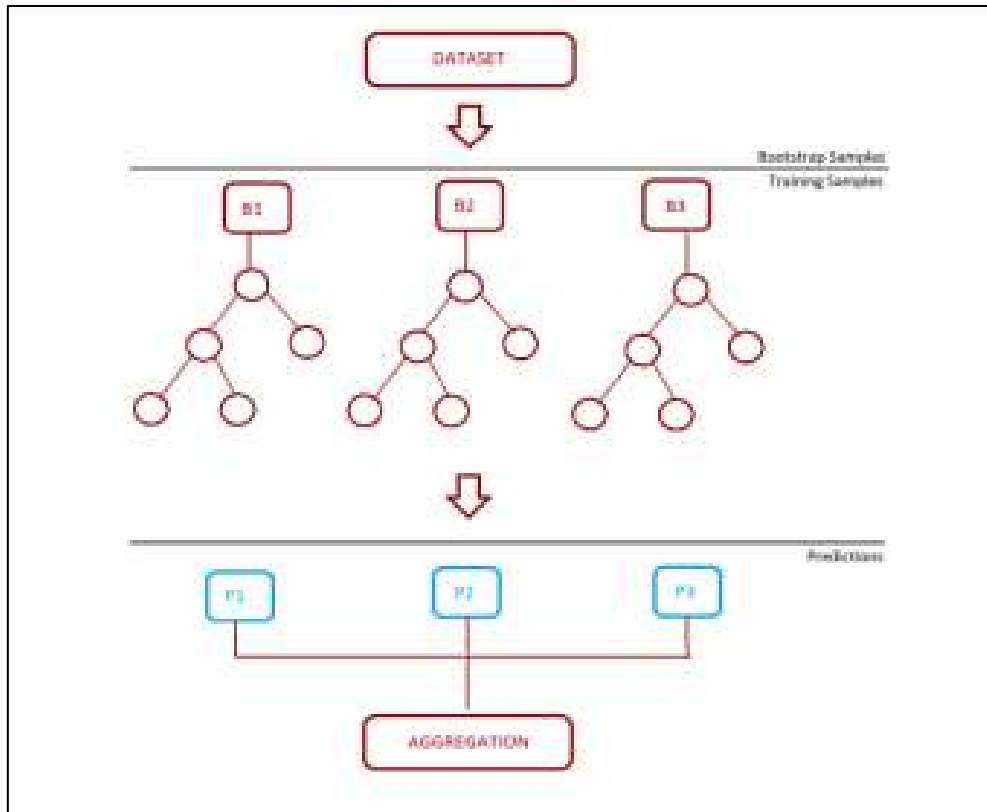 DATASET
Bootstrap Samples
Training Samples
B1
B2
B3
Predictions
P1
P2
P3
AGGREGATION